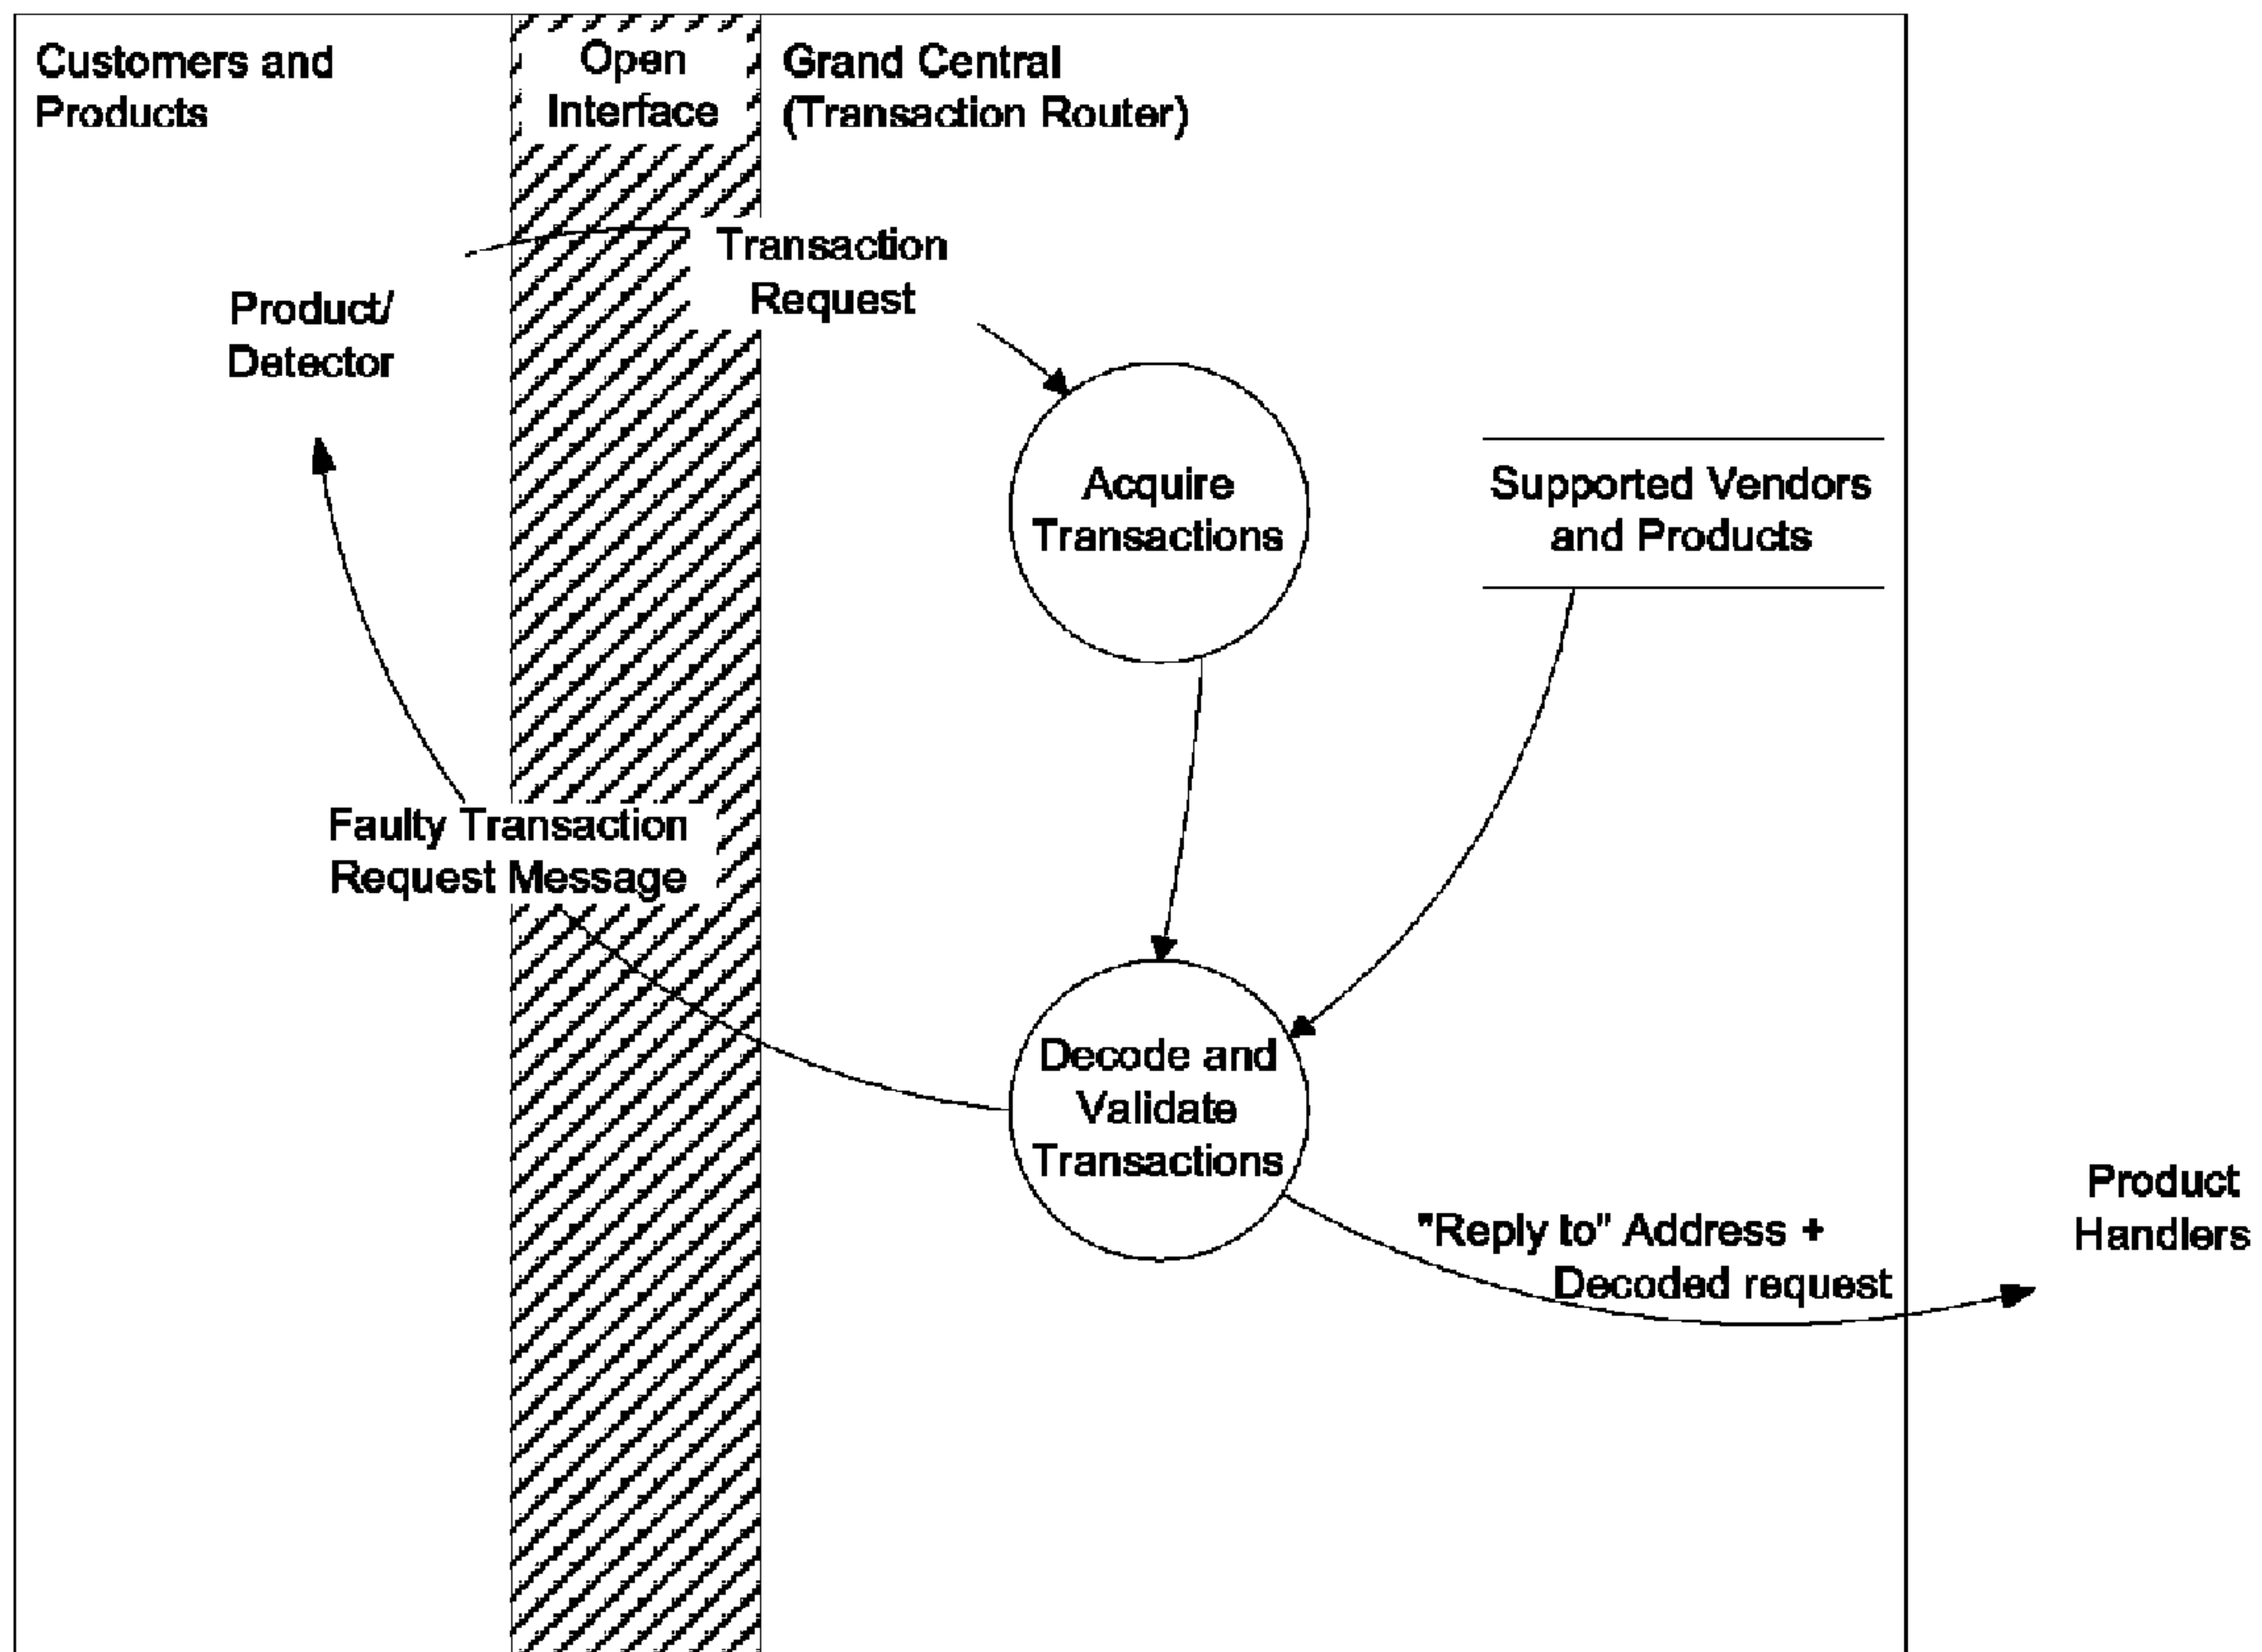 Customers and
Products
Open
Interface
Grand Central
(Transaction Router)
Transaction
Request
Product/
Detector
Acquire
Transactions
Supported Vendors
and Products
Faulty Transaction
Request Message
Decode and
Validate
Transactions
"Reply to" Address +
Decoded request
Product
Handlers